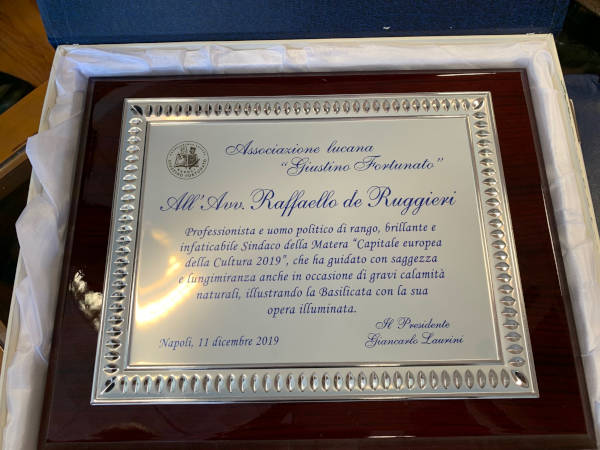 Associazione lucana
"Giustino Fortunato"
All'Avv. Raffaello de Ruggieri
Professionista e uomo politico di rango, brillante e
infaticabile Sindaco della Matera "Capitale europea
della Cultura 2019", che ha guidato con saggezza
e lungimiranza anche in occasione di gravi calamità
naturali, illustrando la Basilicata con la sua
opera illuminata.
Napoli, 11 dicembre 2019
Il Presidente
Giancarlo Laurini